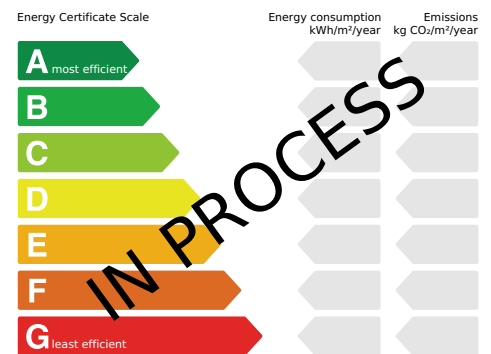 Energy Certificate Scale
Energy consumption
kWh/m²/year
Emissions
kg CO₂/m²/year
A most efficient
B
C
D
E
F
G least efficient
IN PROCESS